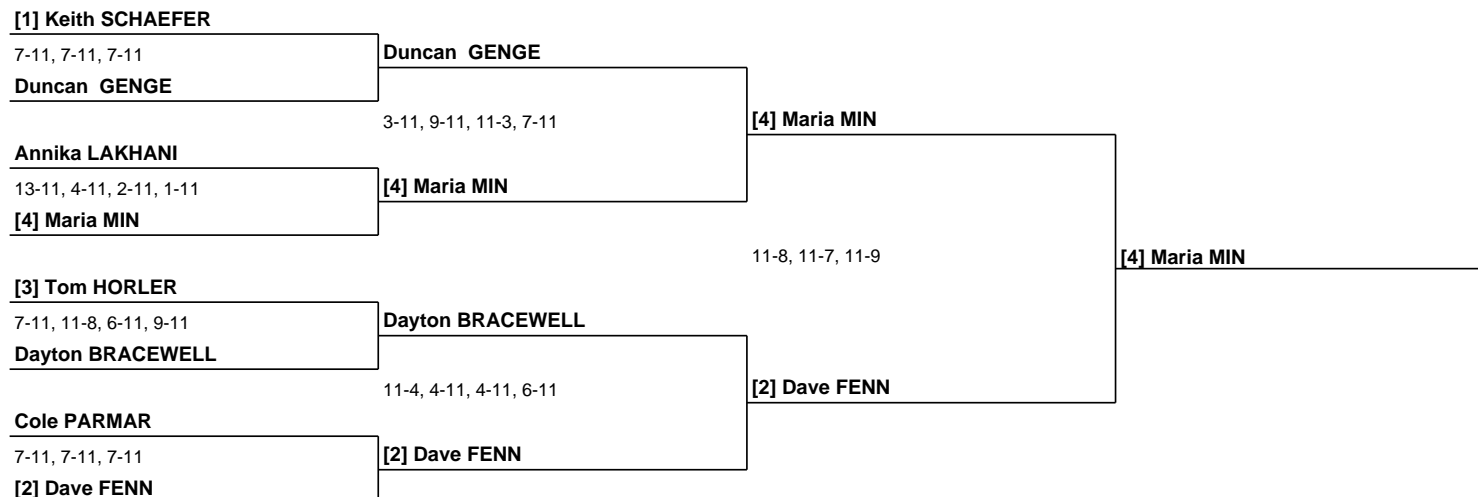 [1] Keith SCHAEFER
7-11, 7-11, 7-11
Duncan  GENGE
Annika LAKHANI
13-11, 4-11, 2-11, 1-11
[4] Maria MIN
[3] Tom HORLER
7-11, 11-8, 6-11, 9-11
Dayton BRACEWELL
Cole PARMAR
7-11, 7-11, 7-11
[2] Dave FENN
Duncan  GENGE
3-11, 9-11, 11-3, 7-11
[4] Maria MIN
Dayton BRACEWELL
11-4, 4-11, 4-11, 6-11
[2] Dave FENN
[4] Maria MIN
11-8, 11-7, 11-9
[2] Dave FENN
[4] Maria MIN